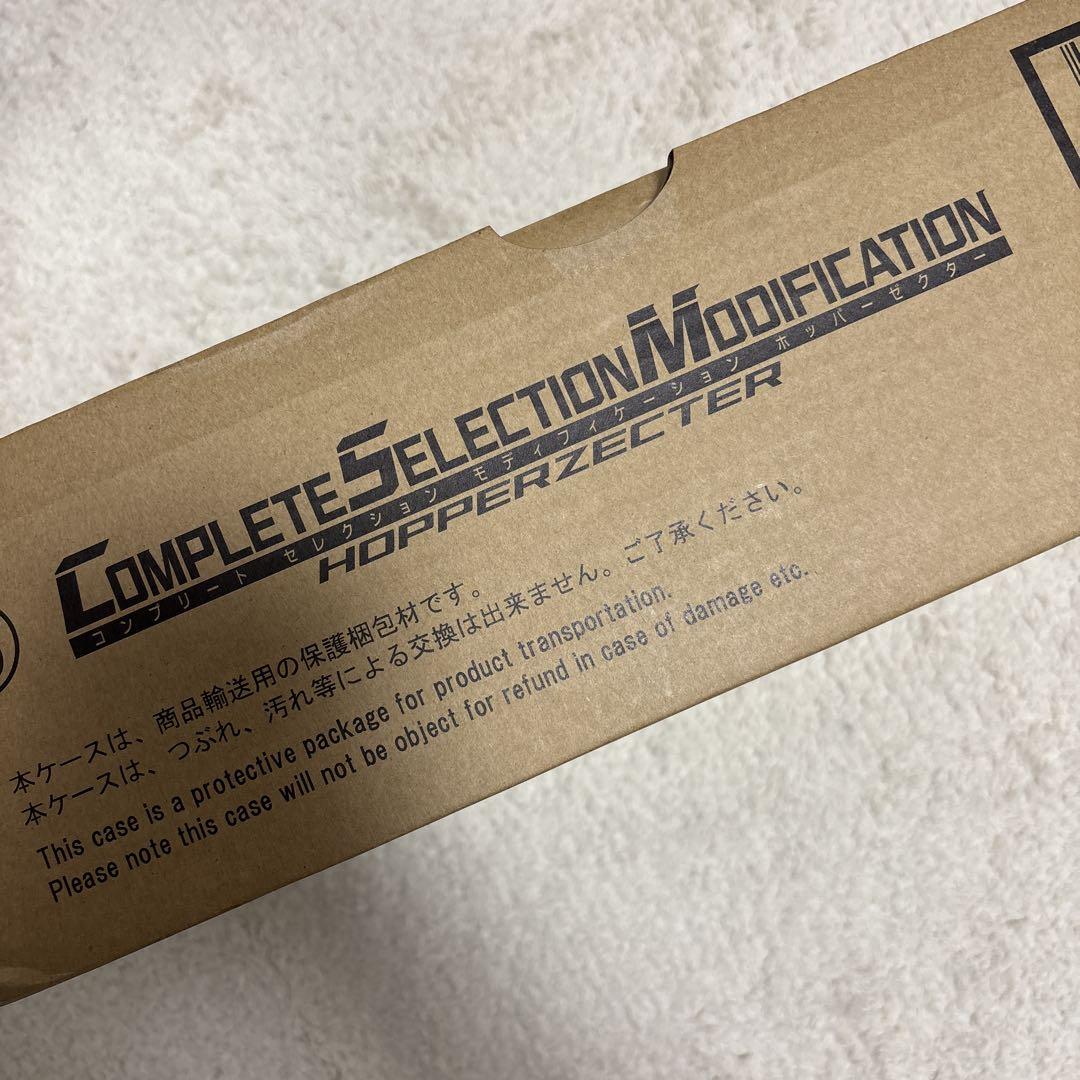 COMPLETE SELECTION MODIFICATION
コンプリート セレクション モディフィケーション ホッパーゼクター
HOPPERZECTER
本ケースは、商品輸送用の保護梱包材です。
本ケースは、つぶれ、汚れ等による交換は出来ません。ご了承ください。
This case is a protective package for product transportation.
Please note this case will not be object for refund in case of damage etc.